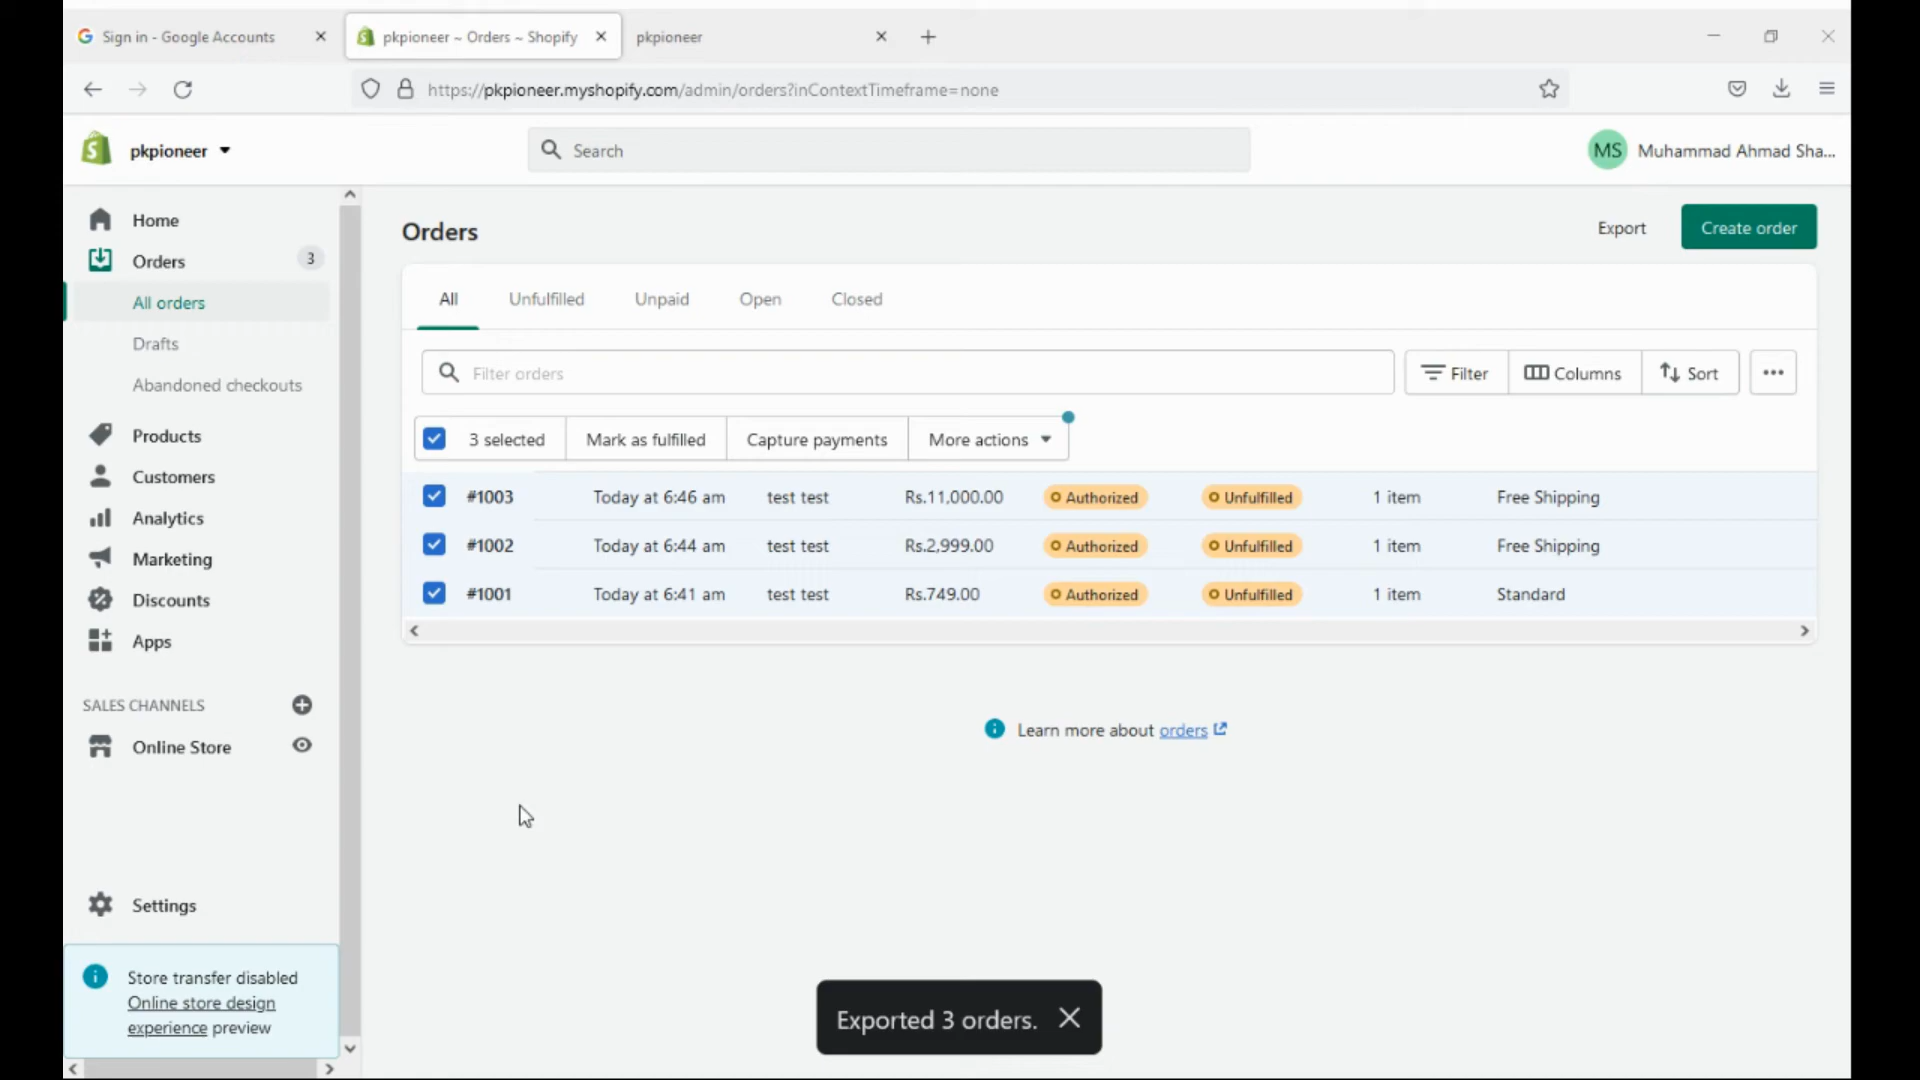 Sign in - Google Accounts
pkpioneer ~ Orders ~ Shopify
pkpioneer
https://pkpioneer.myshopify.com/admin/orders?inContextTimeframe=none
pkpioneer
Search
MS
Muhammad Ahmad Sha...
Home
Orders
3
All orders
Drafts
Abandoned checkouts
Products
Customers
Analytics
Marketing
Discounts
Apps
SALES CHANNELS
Online Store
Settings
Store transfer disabled
Online store design
experience preview
Orders
Export
Create order
All
Unfulfilled
Unpaid
Open
Closed
Filter orders
Filter
Columns
Sort
3 selected
Mark as fulfilled
Capture payments
More actions
#1003 Today at 6:46 am test test Rs.11,000.00 Authorized Unfulfilled 1 item Free Shipping
#1002 Today at 6:44 am test test Rs.2,999.00 Authorized Unfulfilled 1 item Free Shipping
#1001 Today at 6:41 am test test Rs.749.00 Authorized Unfulfilled 1 item Standard
Learn more about orders
Exported 3 orders.